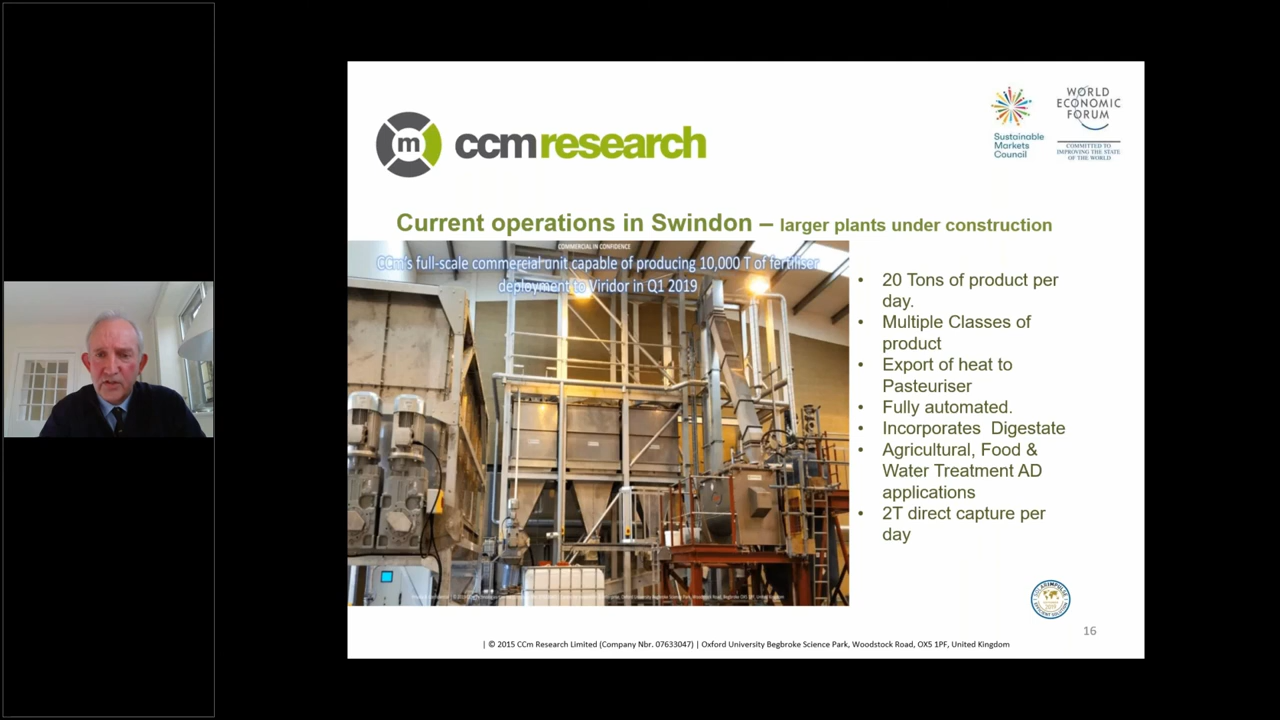 m
ccmresearch
Sustainable
Markets
Council
WORLD
ECONOMIC
FORUM
COMMITTED TO
IMPROVING THE STATE
OF THE WORLD
Current operations in Swindon – larger plants under construction
COMMERCIAL IN CONFIDENCE
CCm's full-scale commercial unit capable of producing 10,000 T of fertiliser
deployment to Viridor in Q1 2019
• 20 Tons of product per
day.
• Multiple Classes of
product
• Export of heat to
Pasteuriser
• Fully automated.
• Incorporates Digestate
• Agricultural, Food &
Water Treatment AD
applications
• 2T direct capture per
day
16
| © 2015 CCm Research Limited (Company Nbr. 07633047) | Oxford University Begbroke Science Park, Woodstock Road, OX5 1PF, United Kingdom